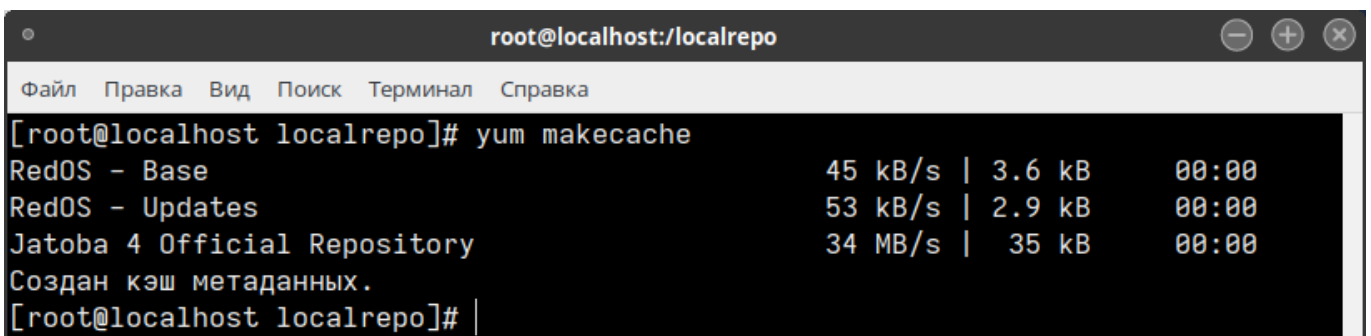 root@localhost:/localrepo
Файл Правка Вид Поиск Терминал Справка
[root@localhost localrepo]# yum makecache
RedOS – Base 45 kB/s | 3.6 kB 00:00
RedOS – Updates 53 kB/s | 2.9 kB 00:00
Jatoba 4 Official Repository 34 MB/s | 35 kB 00:00
Создан кэш метаданных.
[root@localhost localrepo]#